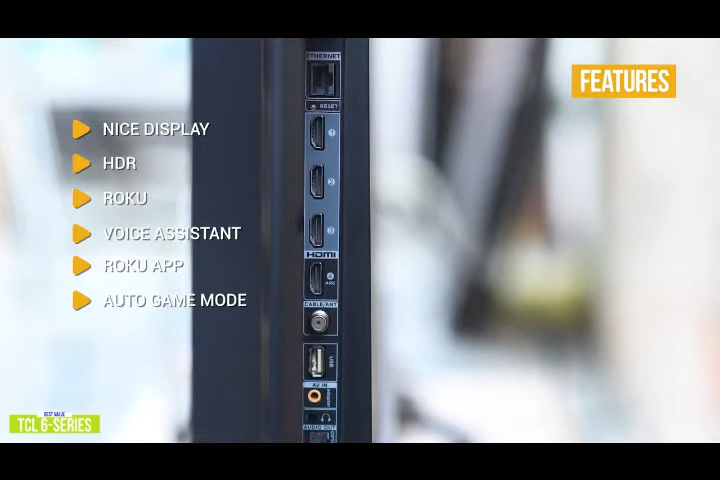 FEATURES
NICE DISPLAY
HDR
ROKU
VOICE ASSISTANT
ROKU APP
AUTO GAME MODE
ETHERNET
RESET
1
2
3
HDMI
4
ARC
CABLE/ANT
USB
AV IN
AUDIO OUT
BEST VALUE
TCL 6-SERIES